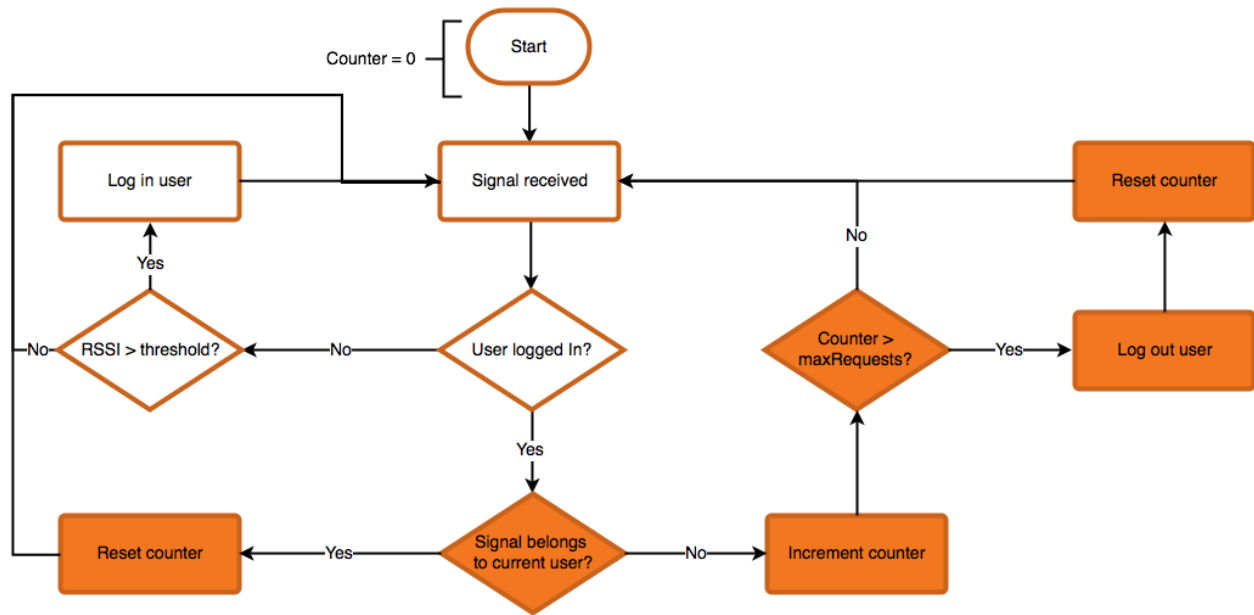 Start
Counter = 0
Log in user
Signal received
Reset counter
No
Yes
No
RSSI > threshold?
No
User logged In?
Counter >
maxRequests?
Yes
Log out user
Yes
Reset counter
Yes
Signal belongs
to current user?
No
Increment counter